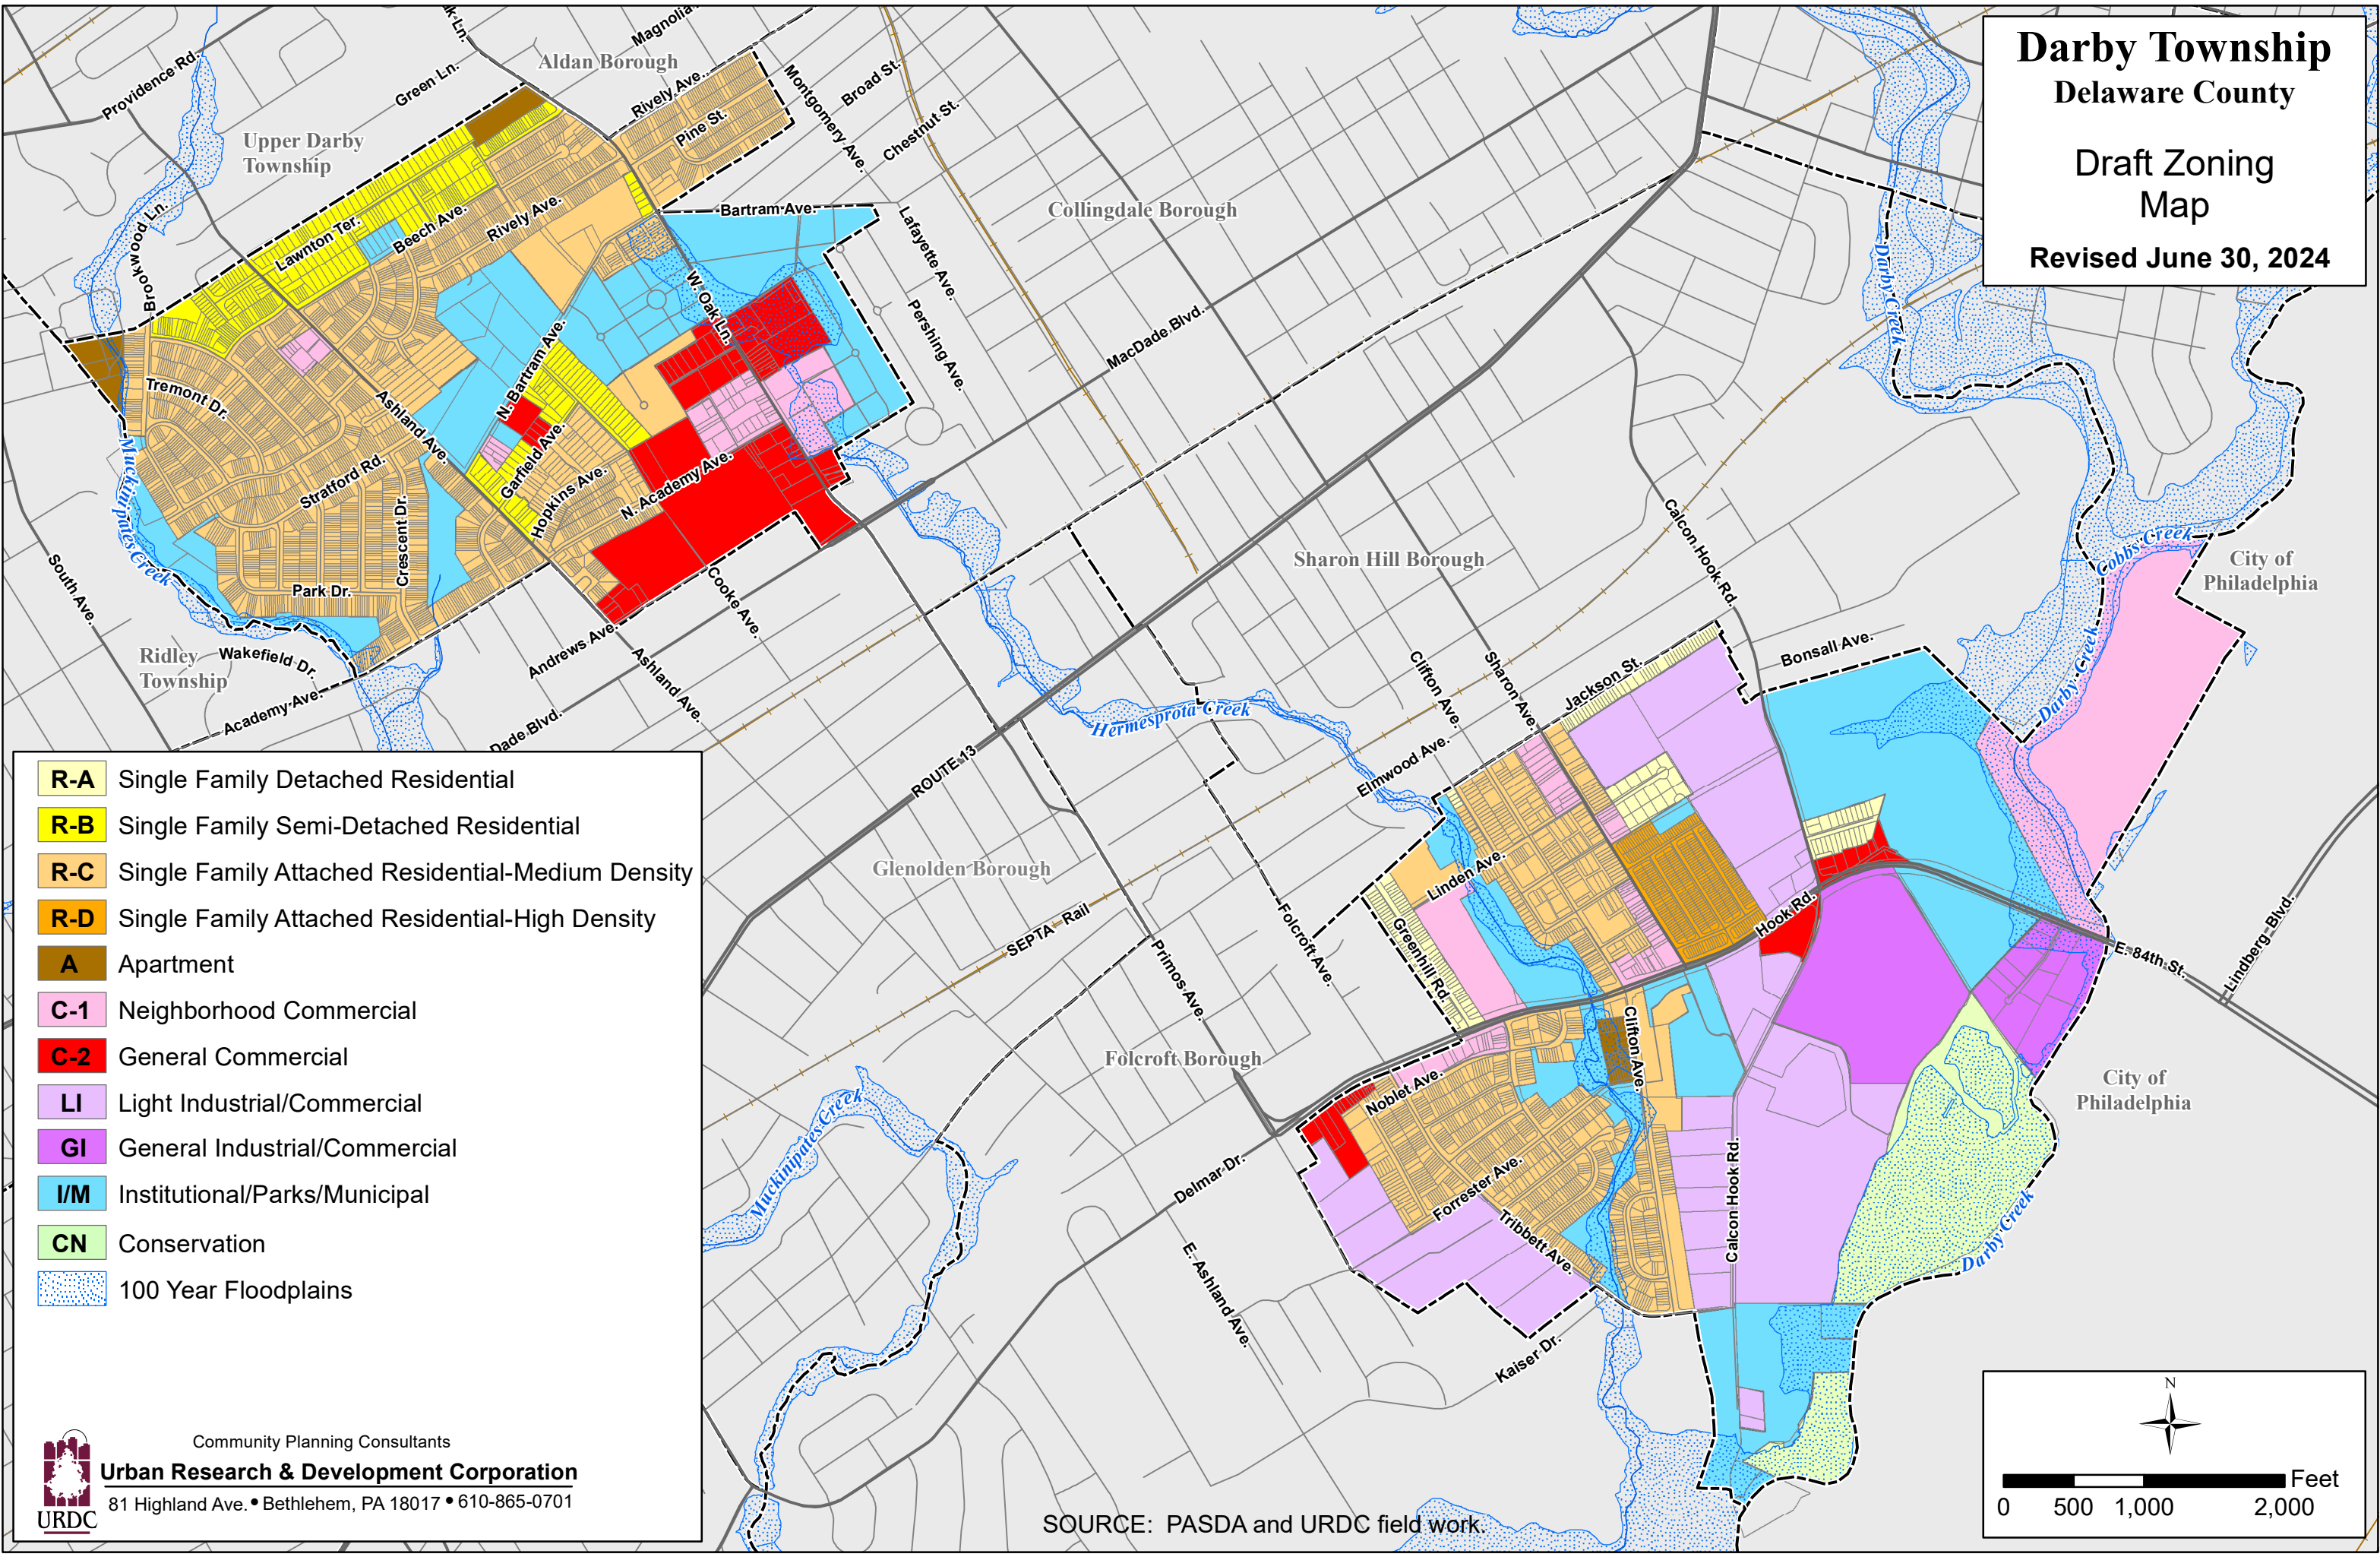 Darby Township
Delaware County
Draft Zoning
Map
Revised June 30, 2024
Providence Rd.
Green Ln.
k Ln.
Magnolia
Aldan Borough
Upper Darby
Township
Rively Ave.
Pine St.
Montgomery Ave.
Broad St.
Chestnut St.
Brookwood Ln.
Lawnton Ter.
Beech Ave.
Rively Ave.
Bartram Ave.
Lafayette Ave.
Collingdale Borough
Pershing Ave.
MacDade Blvd.
W. Oak Ln.
N. Bartram Ave.
Tremont Dr.
Ashland Ave.
Garfield Ave.
Hopkins Ave.
N. Academy Ave.
Stratford Rd.
Crescent Dr.
Park Dr.
Muckinipates Creek
South Ave.
Ridley
Township
Wakefield Dr.
Academy Ave.
Andrews Ave.
Cooke Ave.
Ashland Ave.
Dade Blvd.
ROUTE 13
Sharon Hill Borough
Hermesprota Creek
Darby Creek
Calcon Hook Rd.
Cobbs Creek
City of
Philadelphia
Darby Creek
Bonsall Ave.
Jackson St.
Sharon Ave.
Clifton Ave.
Elmwood Ave.
Linden Ave.
Greenhill Rd.
Hook Rd.
E. 84th St.
Lindberg Blvd.
Glenolden Borough
SEPTA Rail
Primos Ave.
Folcroft Ave.
Folcroft Borough
Clifton Ave.
Noblet Ave.
Forrester Ave.
Tribbett Ave.
Calcon Hook Rd.
City of
Philadelphia
Darby Creek
Muckinipates Creek
Delmar Dr.
E. Ashland Ave.
Kaiser Dr.
R-A Single Family Detached Residential
R-B Single Family Semi-Detached Residential
R-C Single Family Attached Residential-Medium Density
R-D Single Family Attached Residential-High Density
A Apartment
C-1 Neighborhood Commercial
C-2 General Commercial
LI Light Industrial/Commercial
GI General Industrial/Commercial
I/M Institutional/Parks/Municipal
CN Conservation
100 Year Floodplains
Community Planning Consultants
Urban Research & Development Corporation
81 Highland Ave. • Bethlehem, PA 18017 • 610-865-0701
URDC
SOURCE: PASDA and URDC field work.
N
Feet
0 500 1,000 2,000